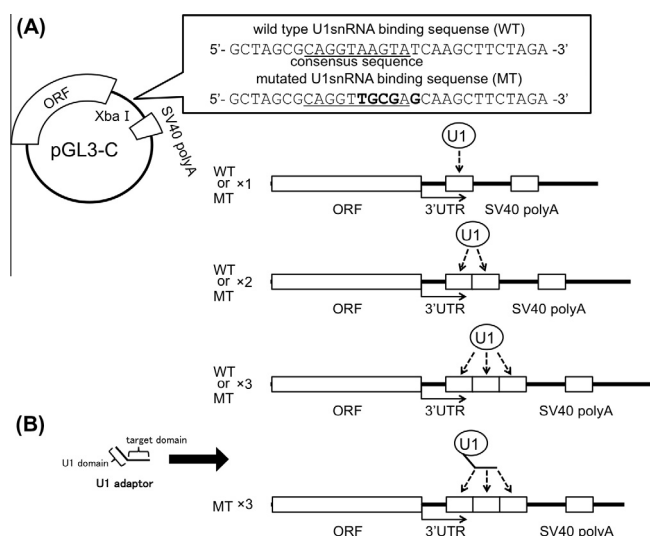 (A)
wild type U1snRNA binding sequense (WT)
5'- GCTAGCGCAGGTAAGTATCAAGCTTCTAGA -3'
consensus sequence
mutated U1snRNA binding sequense (MT)
5'- GCTAGCGCAGGTTGCGAGCAAGCTTCTAGA -3'
ORF
Xba I
SV40 polyA
pGL3-C
U1
WT
or ×1
MT
ORF
3'UTR
SV40 polyA
U1
WT
or ×2
MT
ORF
3'UTR
SV40 polyA
U1
WT
or ×3
MT
ORF
3'UTR
SV40 polyA
(B)
target domain
U1 domain
U1 adaptor
U1
MT ×3
ORF
3'UTR
SV40 polyA